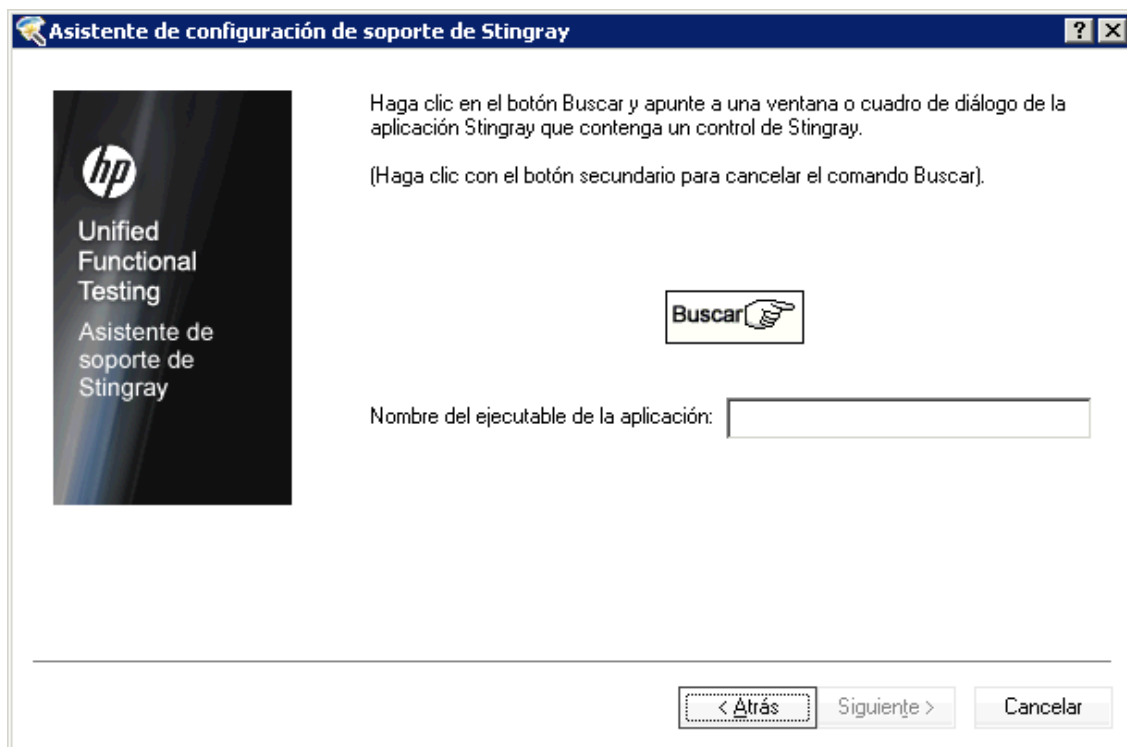 Asistente de configuración de soporte de Stingray
Haga clic en el botón Buscar y apunte a una ventana o cuadro de diálogo de la
aplicación Stingray que contenga un control de Stingray.
(Haga clic con el botón secundario para cancelar el comando Buscar).
hp
Unified
Functional
Testing
Asistente de
soporte de
Stingray
Buscar
Nombre del ejecutable de la aplicación:
< Atrás
Siguiente >
Cancelar